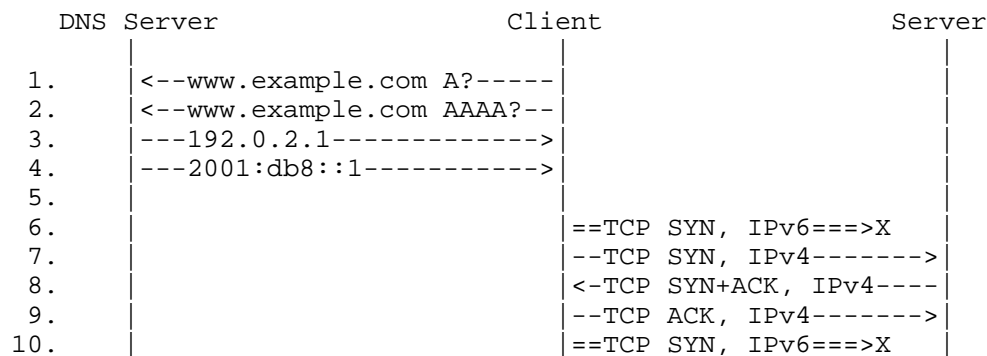 DNS Server                  Client                  Server
     |                           |                       |
 1.     |<--www.example.com A?-----|                        |
 2.     |<--www.example.com AAAA?--|                        |
 3.     |---192.0.2.1------------->|                        |
 4.     |---2001:db8::1----------->|                        |
 5.     |                          |                        |
 6.     |                          |==TCP SYN, IPv6===>X    |
 7.     |                          |--TCP SYN, IPv4------->|
 8.     |                          |<-TCP SYN+ACK, IPv4----|
 9.     |                          |--TCP ACK, IPv4------->|
10.     |                          |==TCP SYN, IPv6===>X    |